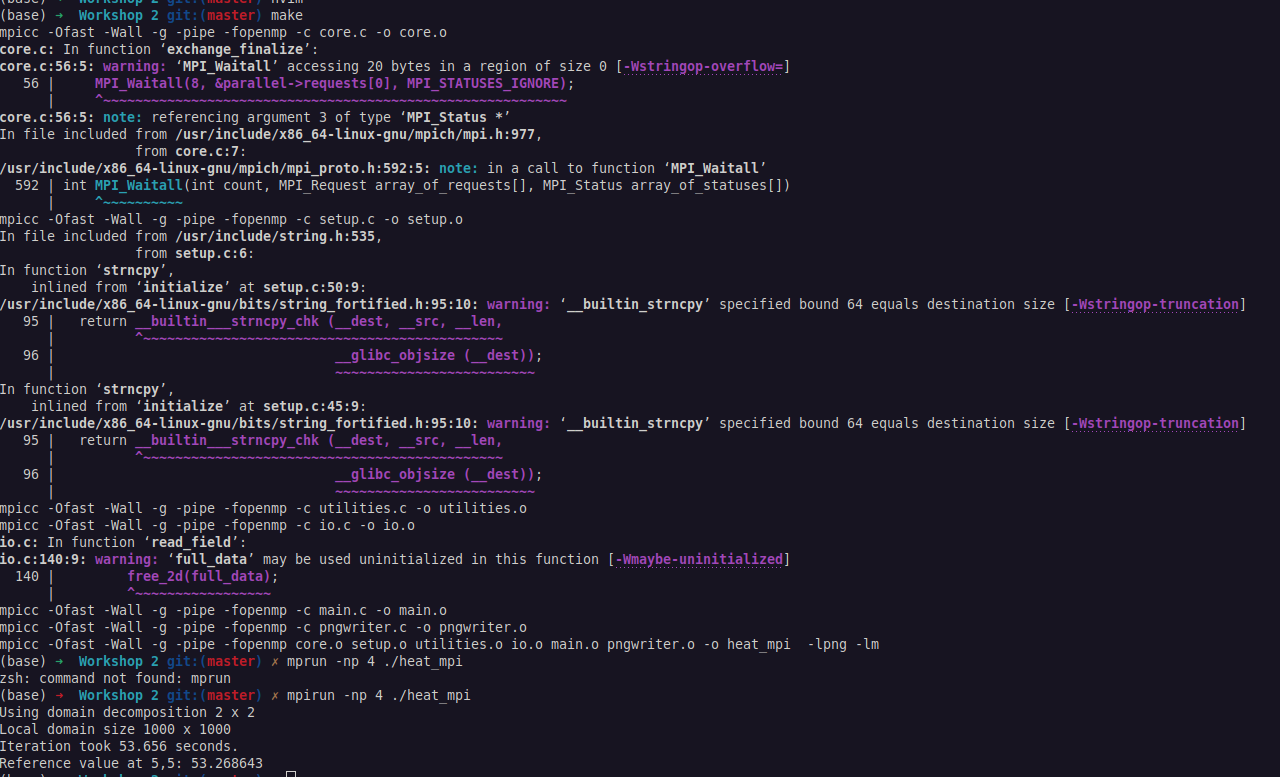 (base) → Workshop 2 git:(master) nvim
(base) → Workshop 2 git:(master) make
mpicc -Ofast -Wall -g -pipe -fopenmp -c core.c -o core.o
core.c: In function ‘exchange_finalize’:
core.c:56:5: warning: ‘MPI_Waitall’ accessing 20 bytes in a region of size 0 [-Wstringop-overflow=]
   56 |     MPI_Waitall(8, &parallel->requests[0], MPI_STATUSES_IGNORE);
      |     ^~~~~~~~~~~~~~~~~~~~~~~~~~~~~~~~~~~~~~~~~~~~~~~~~~~~~~~~~~~
core.c:56:5: note: referencing argument 3 of type ‘MPI_Status *’
In file included from /usr/include/x86_64-linux-gnu/mpich/mpi.h:977,
                 from core.c:7:
/usr/include/x86_64-linux-gnu/mpich/mpi_proto.h:592:5: note: in a call to function ‘MPI_Waitall’
  592 | int MPI_Waitall(int count, MPI_Request array_of_requests[], MPI_Status array_of_statuses[])
      |     ^~~~~~~~~~~
mpicc -Ofast -Wall -g -pipe -fopenmp -c setup.c -o setup.o
In file included from /usr/include/string.h:535,
                 from setup.c:6:
In function ‘strncpy’,
    inlined from ‘initialize’ at setup.c:50:9:
/usr/include/x86_64-linux-gnu/bits/string_fortified.h:95:10: warning: ‘__builtin_strncpy’ specified bound 64 equals destination size [-Wstringop-truncation]
   95 |   return __builtin___strncpy_chk (__dest, __src, __len,
      |          ^~~~~~~~~~~~~~~~~~~~~~~~~~~~~~~~~~~~~~~~~~~~~~
   96 |                                   __glibc_objsize (__dest));
      |                                   ~~~~~~~~~~~~~~~~~~~~~~~~~
In function ‘strncpy’,
    inlined from ‘initialize’ at setup.c:45:9:
/usr/include/x86_64-linux-gnu/bits/string_fortified.h:95:10: warning: ‘__builtin_strncpy’ specified bound 64 equals destination size [-Wstringop-truncation]
   95 |   return __builtin___strncpy_chk (__dest, __src, __len,
      |          ^~~~~~~~~~~~~~~~~~~~~~~~~~~~~~~~~~~~~~~~~~~~~~
   96 |                                   __glibc_objsize (__dest));
      |                                   ~~~~~~~~~~~~~~~~~~~~~~~~~
mpicc -Ofast -Wall -g -pipe -fopenmp -c utilities.c -o utilities.o
mpicc -Ofast -Wall -g -pipe -fopenmp -c io.c -o io.o
io.c: In function ‘read_field’:
io.c:140:9: warning: ‘full_data’ may be used uninitialized in this function [-Wmaybe-uninitialized]
  140 |         free_2d(full_data);
      |         ^~~~~~~~~~~~~~~~~~
mpicc -Ofast -Wall -g -pipe -fopenmp -c main.c -o main.o
mpicc -Ofast -Wall -g -pipe -fopenmp -c pngwriter.c -o pngwriter.o
mpicc -Ofast -Wall -g -pipe -fopenmp core.o setup.o utilities.o io.o main.o pngwriter.o -o heat_mpi  -lpng -lm
(base) → Workshop 2 git:(master) ✗ mprun -np 4 ./heat_mpi
zsh: command not found: mprun
(base) → Workshop 2 git:(master) ✗ mpirun -np 4 ./heat_mpi
Using domain decomposition 2 x 2
Local domain size 1000 x 1000
Iteration took 53.656 seconds.
Reference value at 5,5: 53.268643
(base) → Workshop 2 git:(master) ✗